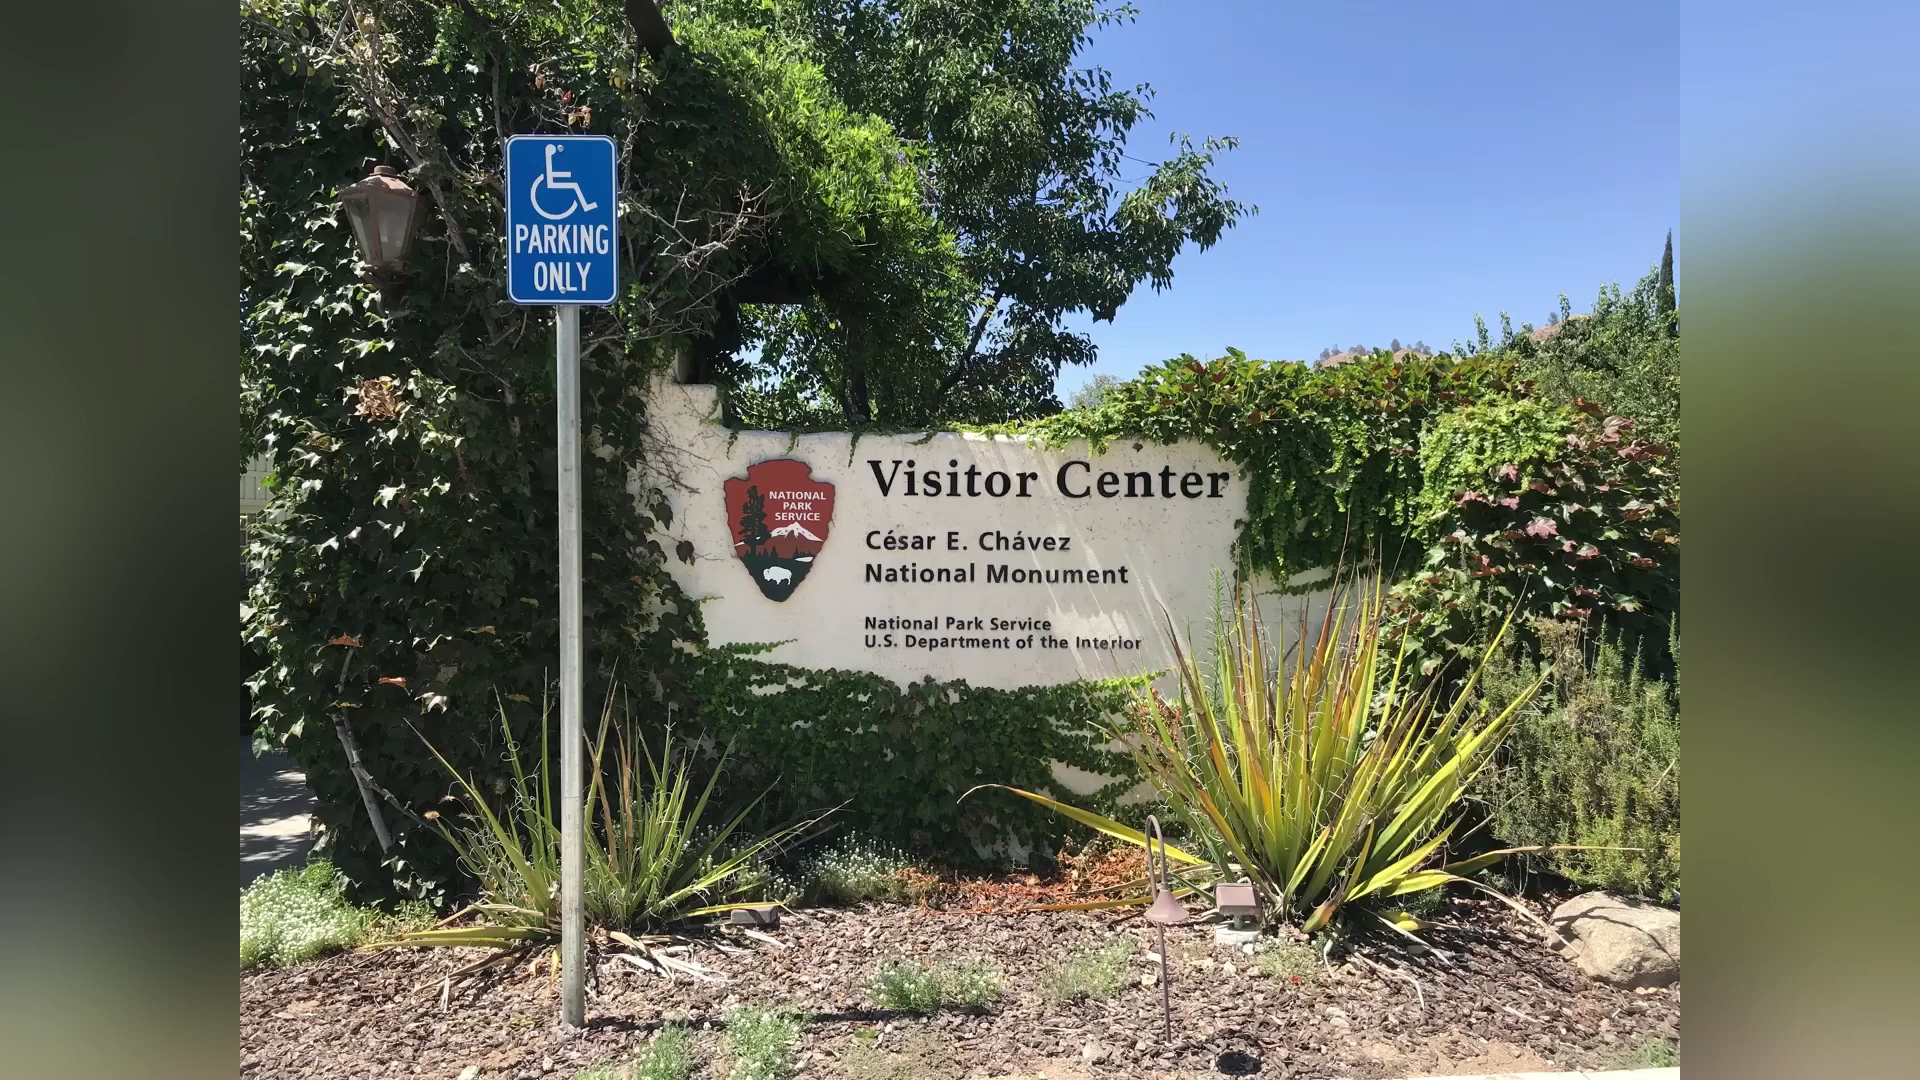 PARKING
ONLY
NATIONAL
PARK
SERVICE
Visitor Center
César E. Chávez
National Monument
National Park Service
U.S. Department of the Interior